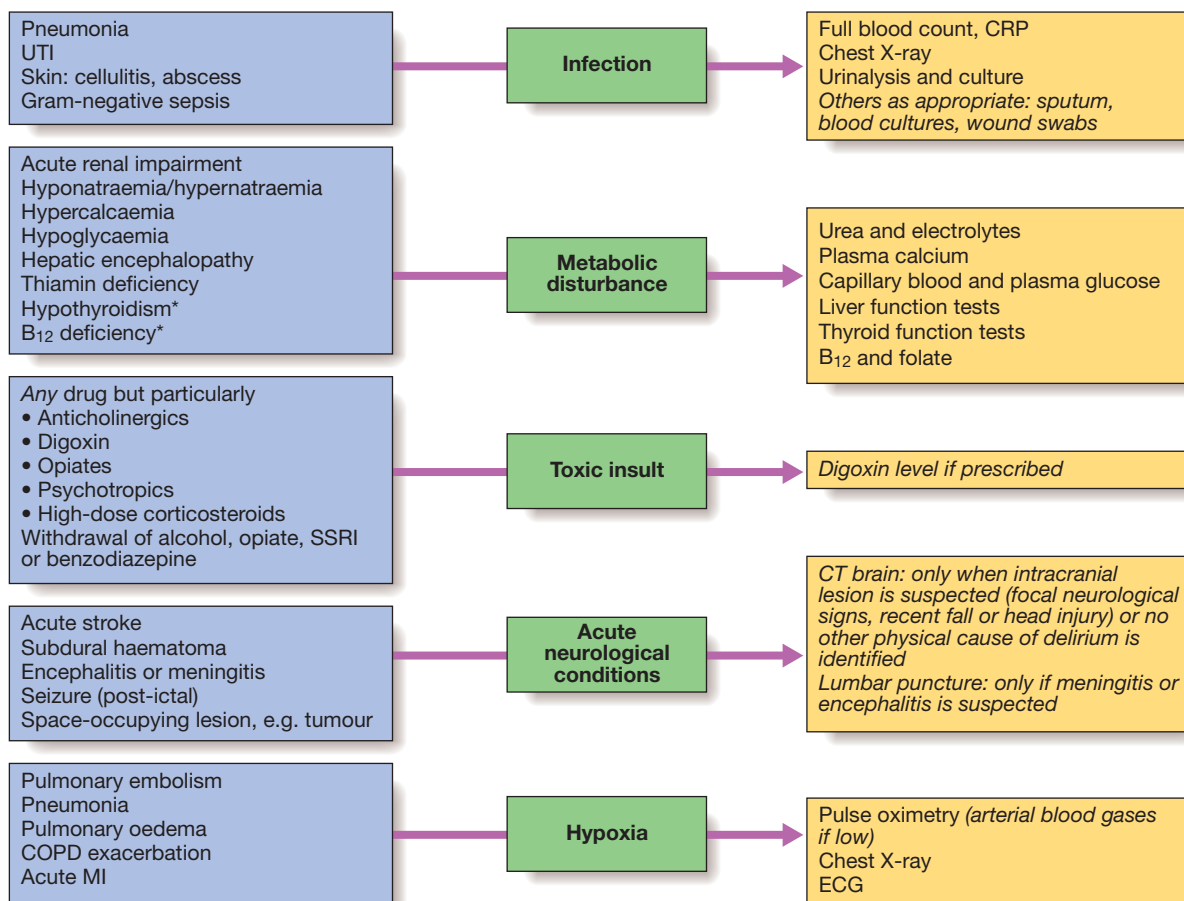 Pneumonia
UTI
Skin: cellulitis, abscess
Gram-negative sepsis
Infection
Full blood count, CRP
Chest X-ray
Urinalysis and culture
Others as appropriate: sputum,
blood cultures, wound swabs
Acute renal impairment
Hyponatraemia/hypernatraemia
Hypercalcaemia
Hypoglycaemia
Hepatic encephalopathy
Thiamin deficiency
Hypothyroidism*
B₁₂ deficiency*
Metabolic
disturbance
Urea and electrolytes
Plasma calcium
Capillary blood and plasma glucose
Liver function tests
Thyroid function tests
B₁₂ and folate
Any drug but particularly
• Anticholinergics
• Digoxin
• Opiates
• Psychotropics
• High-dose corticosteroids
Withdrawal of alcohol, opiate, SSRI
or benzodiazepine
Toxic insult
Digoxin level if prescribed
Acute stroke
Subdural haematoma
Encephalitis or meningitis
Seizure (post-ictal)
Space-occupying lesion, e.g. tumour
Acute
neurological
conditions
CT brain: only when intracranial
lesion is suspected (focal neurological
signs, recent fall or head injury) or no
other physical cause of delirium is
identified
Lumbar puncture: only if meningitis or
encephalitis is suspected
Pulmonary embolism
Pneumonia
Pulmonary oedema
COPD exacerbation
Acute MI
Hypoxia
Pulse oximetry (arterial blood gases
if low)
Chest X-ray
ECG